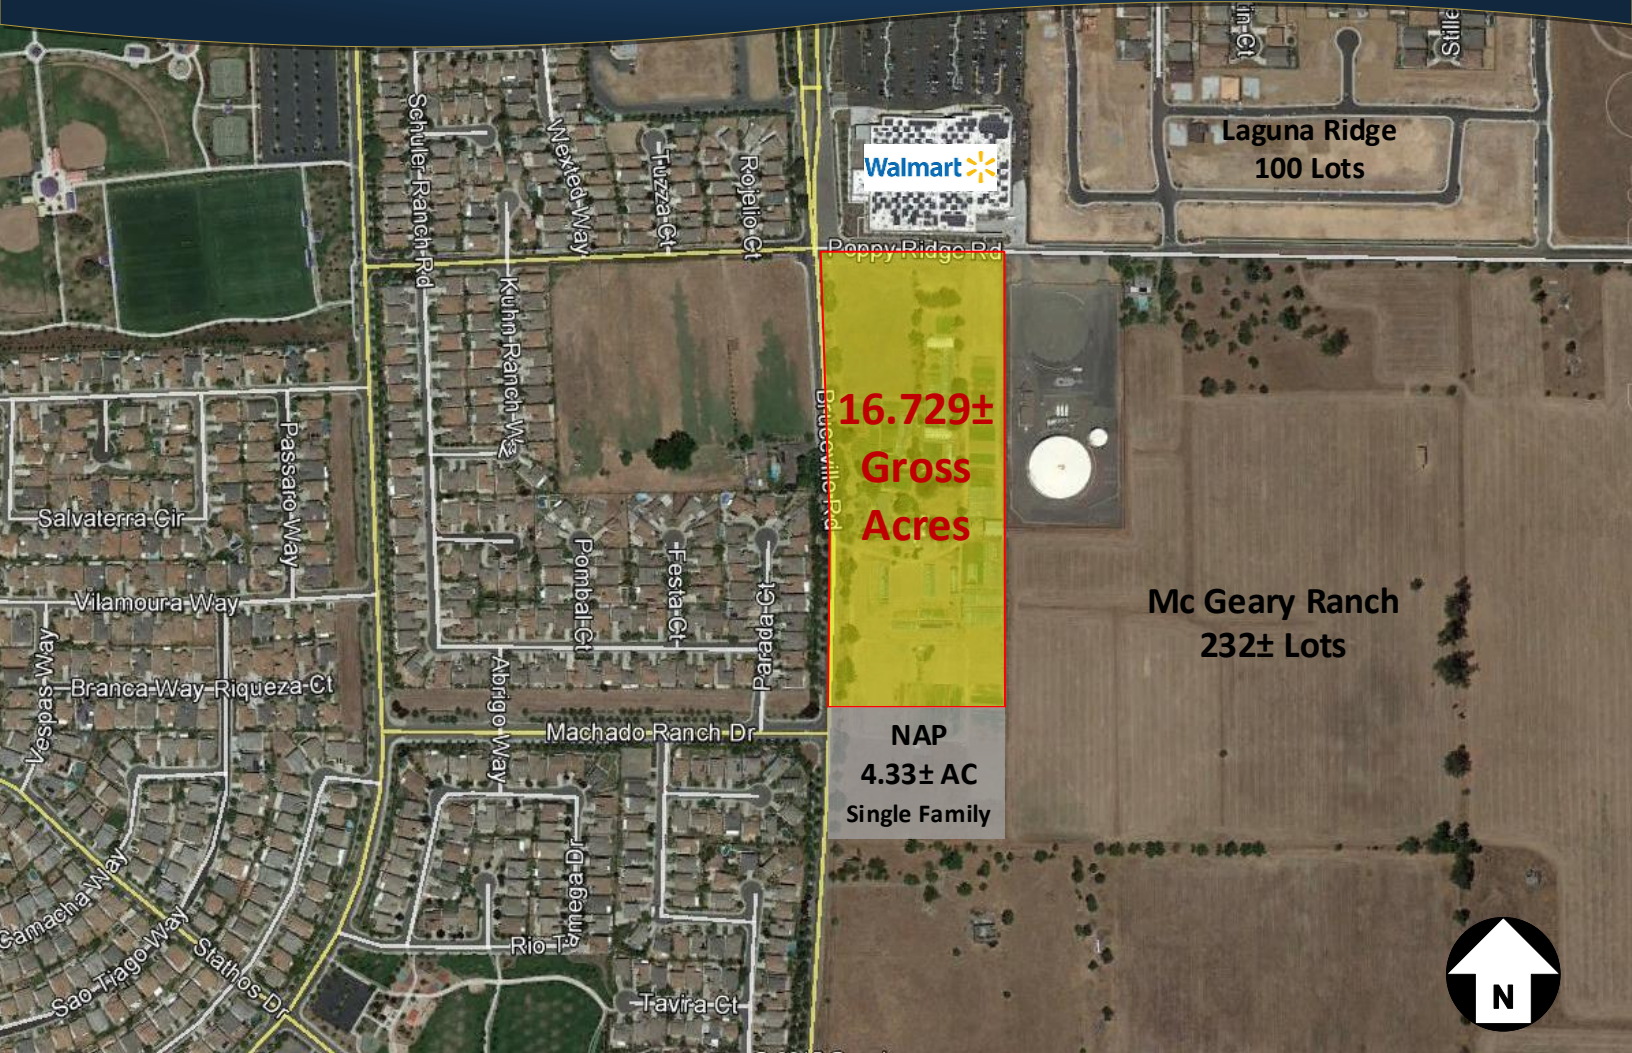 in Ct
Stille
Schuler Ranch Rd
Wexted Way
Tuzza Ct
Rojelio Ct
Walmart
Laguna Ridge
100 Lots
Poppy Ridge Rd
Kuhn Ranch Way
Bruceville Rd
16.729±
Gross
Acres
Passaro Way
Salvaterra Cir
Pombal Ct
Festa Ct
Parada Ct
Vilamoura Way
Mc Geary Ranch
232± Lots
Vespas Way
Branca Way
Riqueza Ct
Abrigo Way
Machado Ranch Dr
NAP
4.33± AC
Single Family
Camacha Way
Sao Tiago Way
Stathos Dr
Rio T
Tavira Ct
N